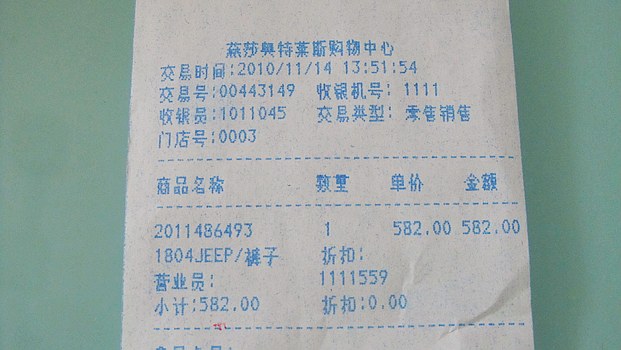 燕莎奥特莱斯购物中心
交易时间:2010/11/14 13:51:54
交易号:00443149 收银机号: 1111
收银员:1011045 交易类型: 零售销售
门店号:0003
商品名称 数量 单价 金额
2011486493 1 582.00 582.00
1804JEEP/裤子 折扣:
营业员: 1111559
小计:582.00 折扣:0.00